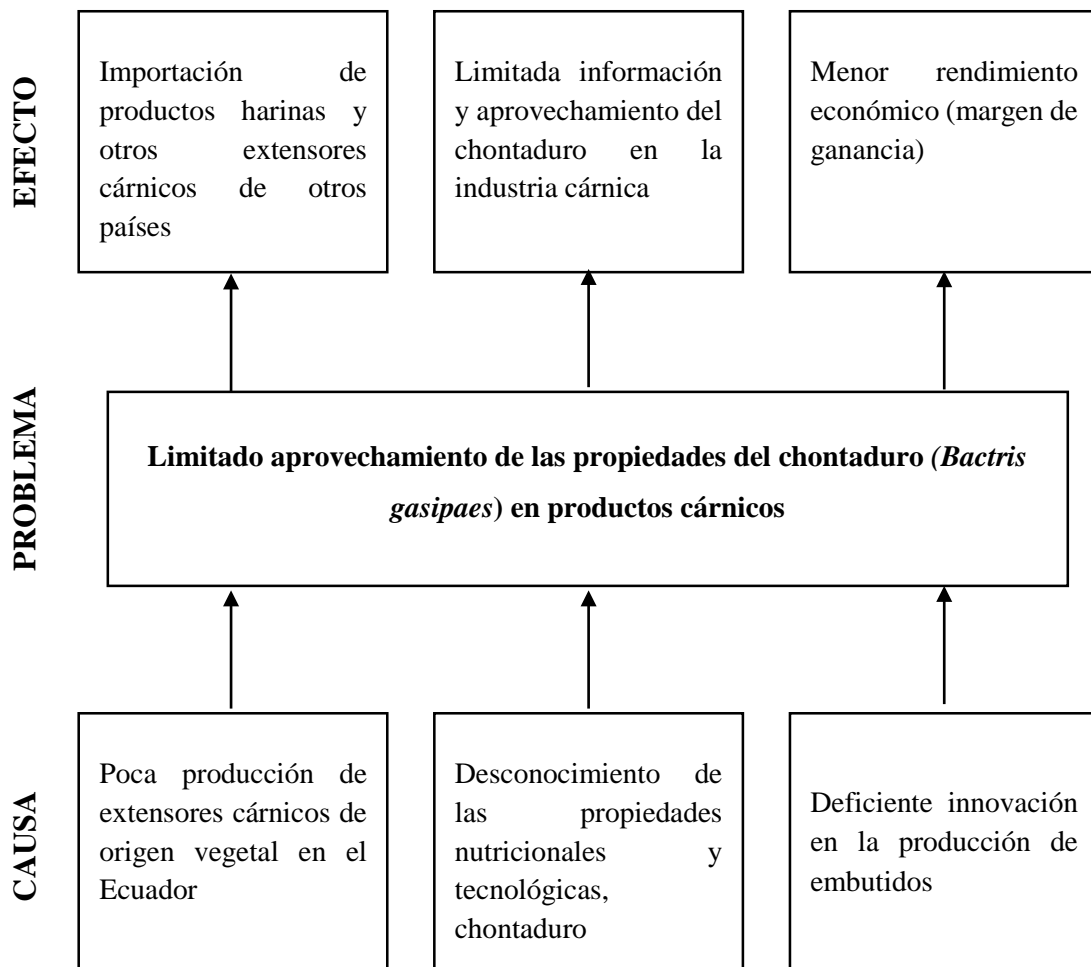 EFECTO
Importación de
productos harinas y
otros extensores
cárnicos de otros
países
Limitada información
y aprovechamiento del
chontaduro en la
industria cárnica
Menor rendimiento
económico (margen de
ganancia)
PROBLEMA
Limitado aprovechamiento de las propiedades del chontaduro (Bactris
gasipaes) en productos cárnicos
CAUSA
Poca producción de
extensores cárnicos de
origen vegetal en el
Ecuador
Desconocimiento de
las propiedades
nutricionales y
tecnológicas,
chontaduro
Deficiente innovación
en la producción de
embutidos